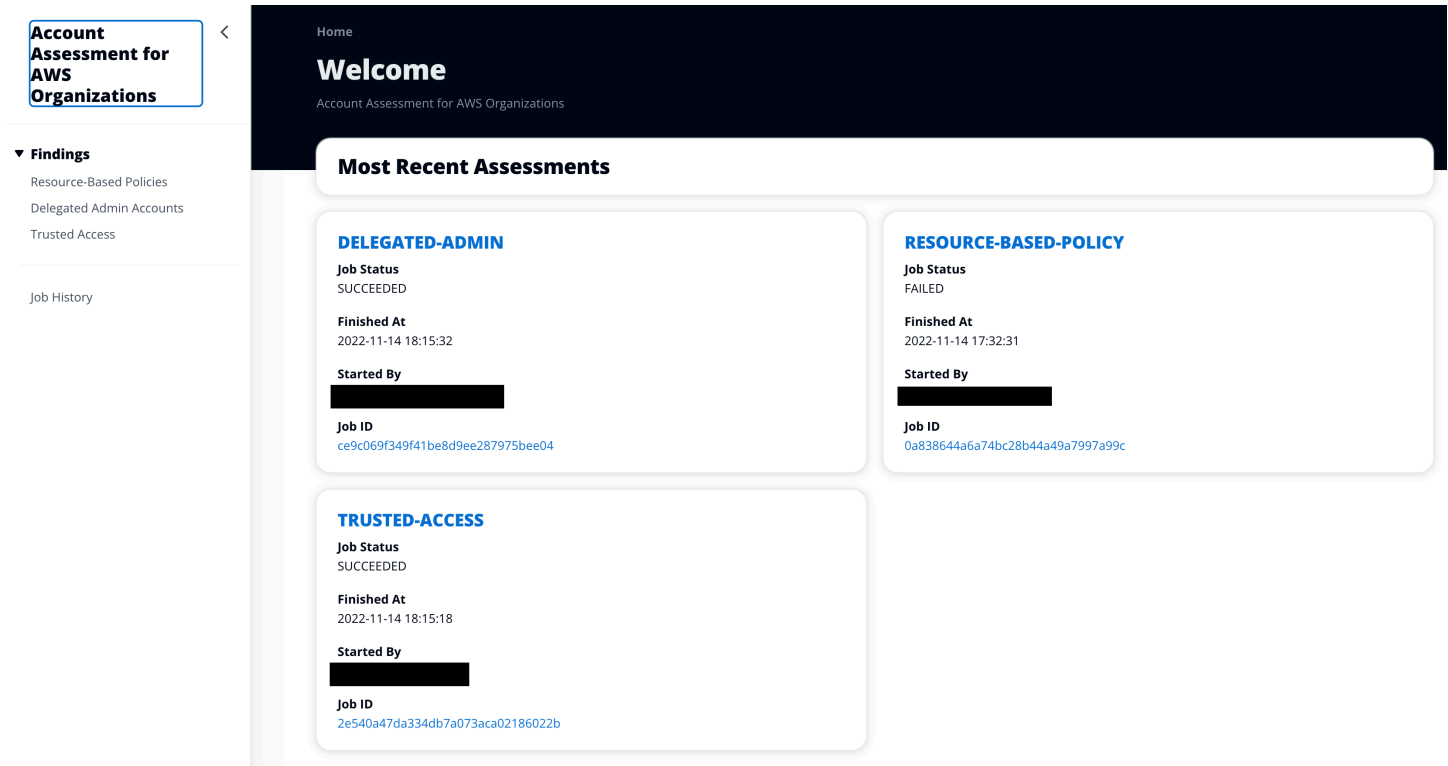 Account
Assessment for
AWS
Organizations
Findings
Resource-Based Policies
Delegated Admin Accounts
Trusted Access
Job History
Home
Welcome
Account Assessment for AWS Organizations
Most Recent Assessments
DELEGATED-ADMIN
Job Status
SUCCEEDED
Finished At
2022-11-14 18:15:32
Started By
Job ID
ce9c069f349f41be8d9ee287975bee04
RESOURCE-BASED-POLICY
Job Status
FAILED
Finished At
2022-11-14 17:32:31
Started By
Job ID
0a838644a6a74bc28b44a49a7997a99c
TRUSTED-ACCESS
Job Status
SUCCEEDED
Finished At
2022-11-14 18:15:18
Started By
Job ID
2e540a47da334db7a073aca02186022b